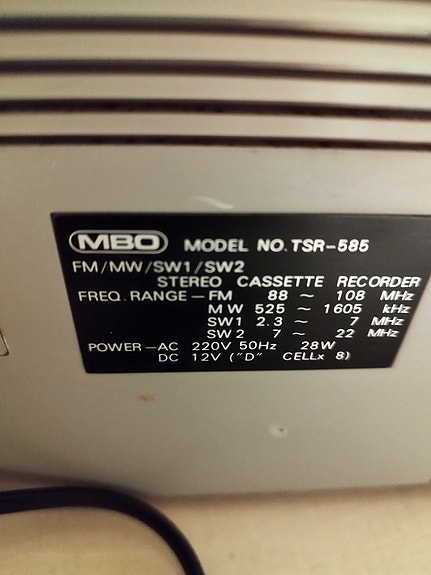 MBO MODEL NO. TSR-585
FM/MW/SW1/SW2
STEREO CASSETTE RECORDER
FREQ. RANGE – FM 88 ~ 108 MHz
MW 525 ~ 1605 kHz
SW1 2.3 ~ 7 MHz
SW2 7 ~ 22 MHz
POWER – AC 220V 50Hz 28W
DC 12V ("D" CELLx 8)